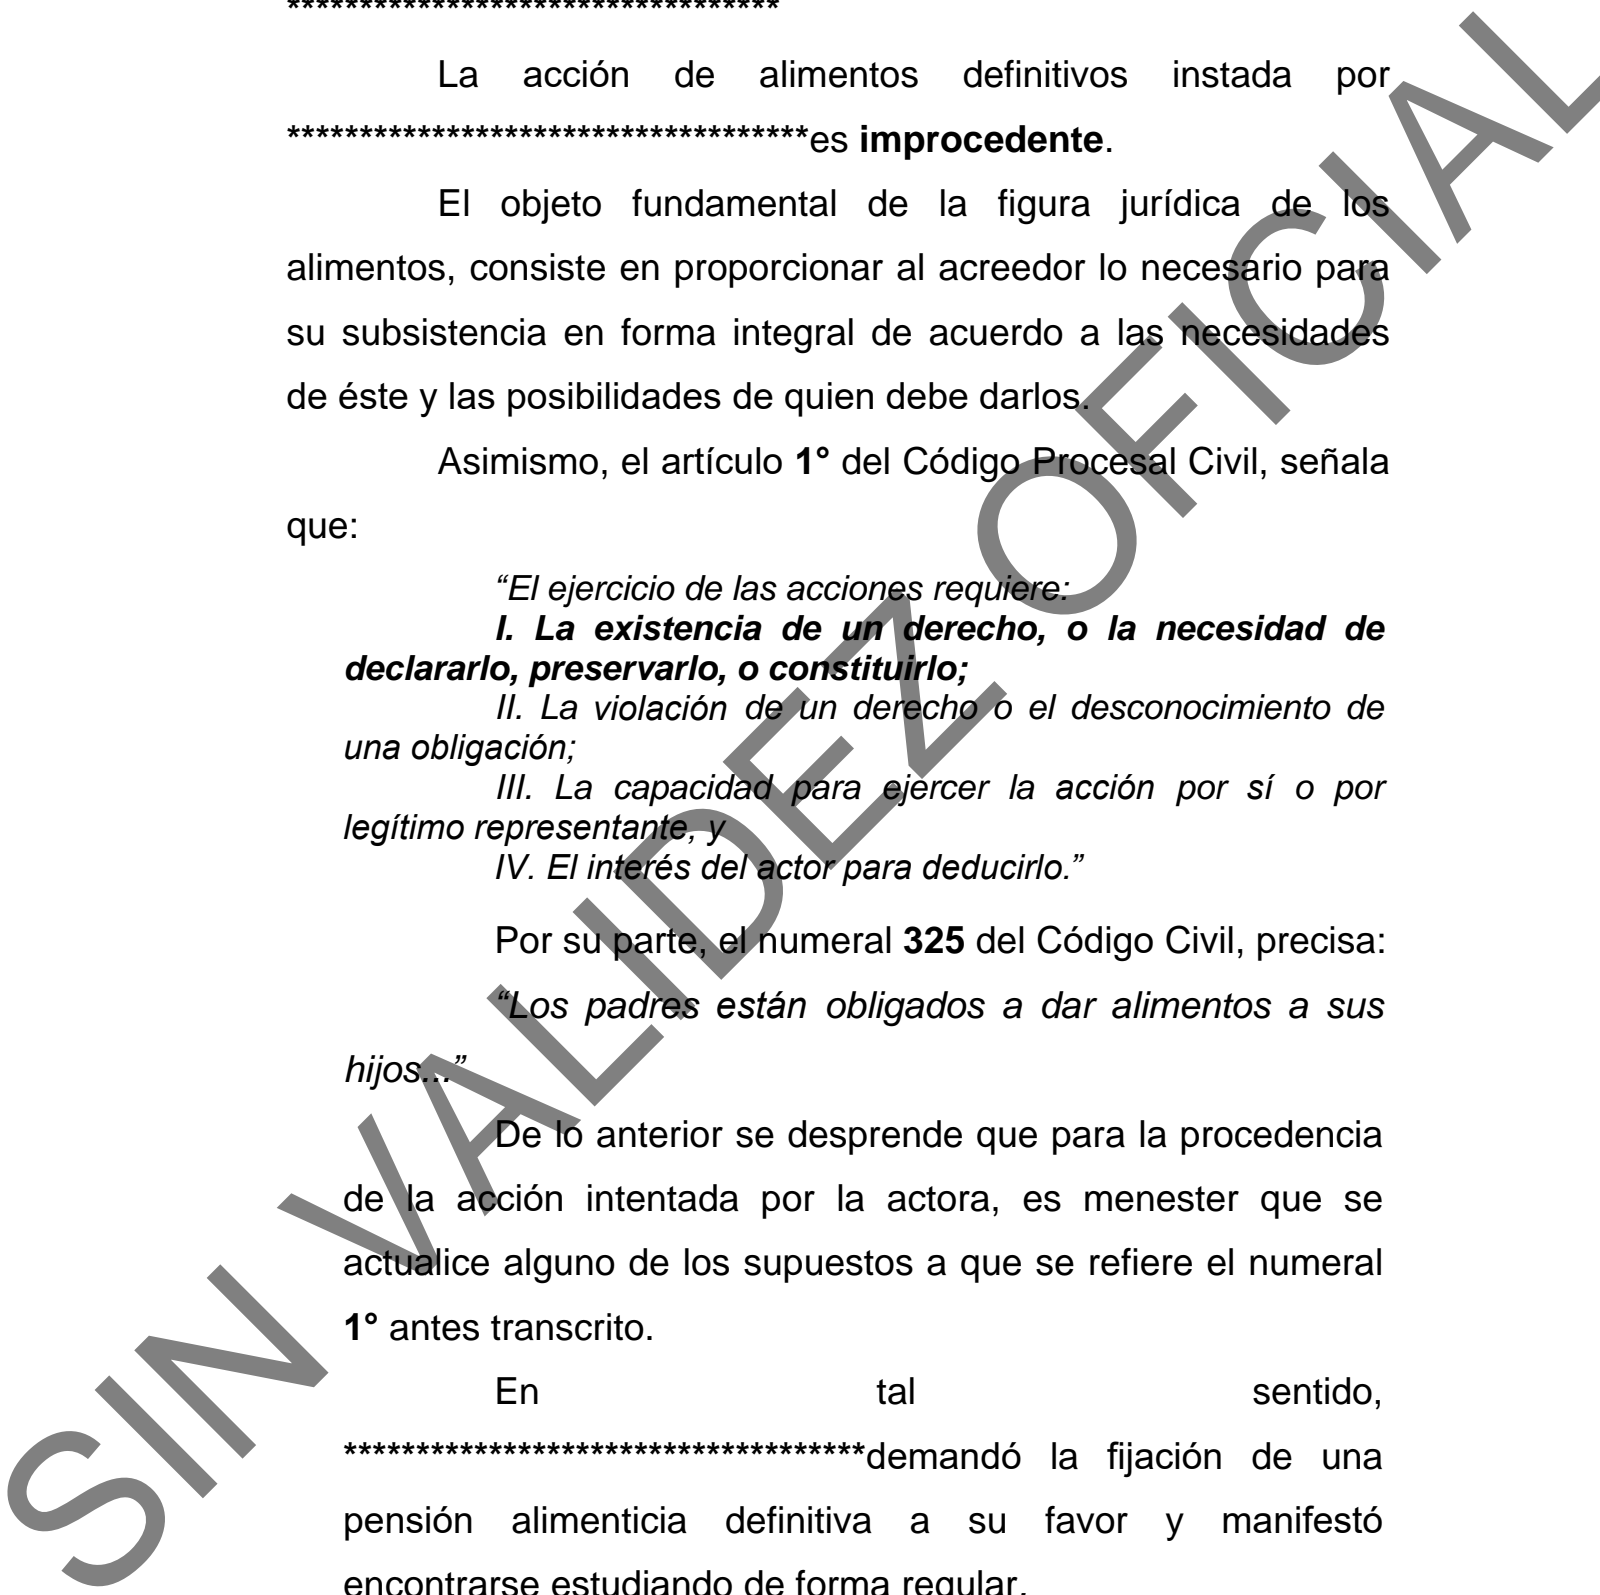 **********************************
La acción de alimentos definitivos instada por
************************************es improcedente.
El objeto fundamental de la figura jurídica de los
alimentos, consiste en proporcionar al acreedor lo necesario para
su subsistencia en forma integral de acuerdo a las necesidades
de éste y las posibilidades de quien debe darlos.
Asimismo, el artículo 1° del Código Procesal Civil, señala
que:
“El ejercicio de las acciones requiere:
I. La existencia de un derecho, o la necesidad de
declararlo, preservarlo, o constituirlo;
II. La violación de un derecho o el desconocimiento de
una obligación;
III. La capacidad para ejercer la acción por sí o por
legítimo representante, y
IV. El interés del actor para deducirlo.”
Por su parte, el numeral 325 del Código Civil, precisa:
“Los padres están obligados a dar alimentos a sus
hijos...”
De lo anterior se desprende que para la procedencia
de la acción intentada por la actora, es menester que se
actualice alguno de los supuestos a que se refiere el numeral
1° antes transcrito.
En tal sentido,
************************************demandó la fijación de una
pensión alimenticia definitiva a su favor y manifestó
encontrarse estudiando de forma regular.
SIN VALIDEZ OFICIAL